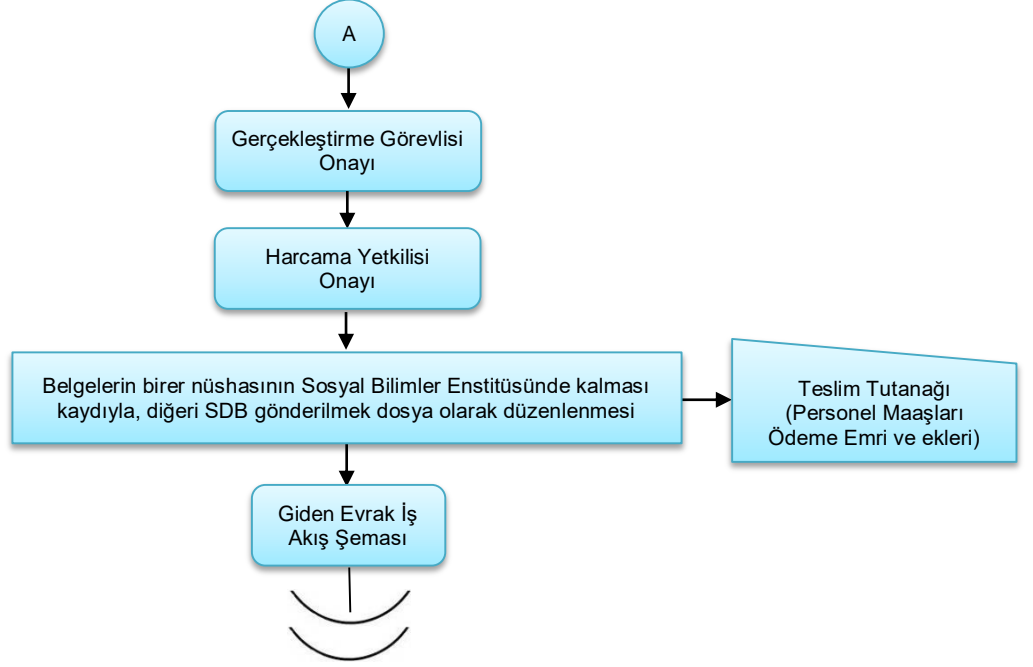 A
Gerçekleştirme Görevlisi
Onayı
Harcama Yetkilisi
Onayı
Belgelerin birer nüshasının Sosyal Bilimler Enstitüsünde kalması
kaydıyla, diğeri SDB gönderilmek dosya olarak düzenlenmesi
Teslim Tutanağı
(Personel Maaşları
Ödeme Emri ve ekleri)
Giden Evrak İş
Akış Şeması